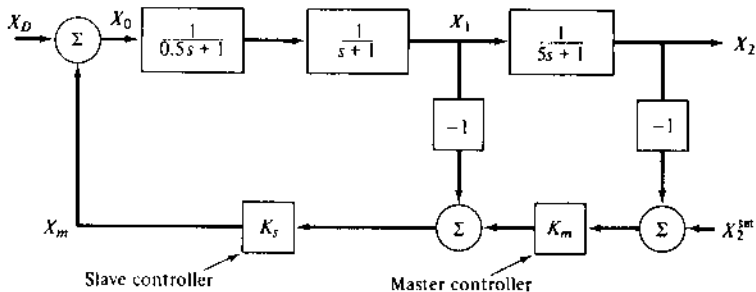 X_D
Σ
X_0
1
0.5s + 1
1
s + 1
X_1
1
5s + 1
X_2
−1
−1
X_m
K_s
Σ
K_m
Σ
X_2^set
Slave controller
Master controller